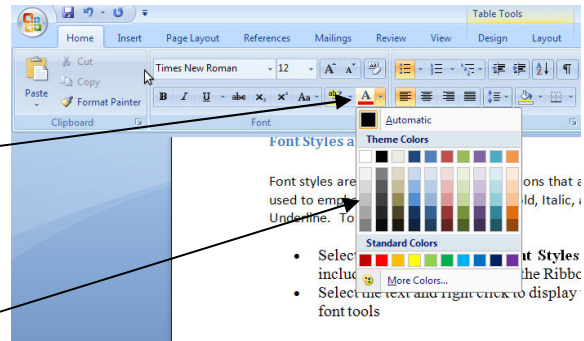 Table Tools
Home Insert Page Layout References Mailings Review View Design Layout
Cut
Copy
Paste
Format Painter
Times New Roman 12
Clipboard Font
Automatic
Theme Colors
Standard Colors
More Colors...
Font Styles a
Font styles are ons that a
used to emph ld, Italic, a
Underline. To
Select t Styles
includ the Ribbo
Select the text and right click to display
font tools